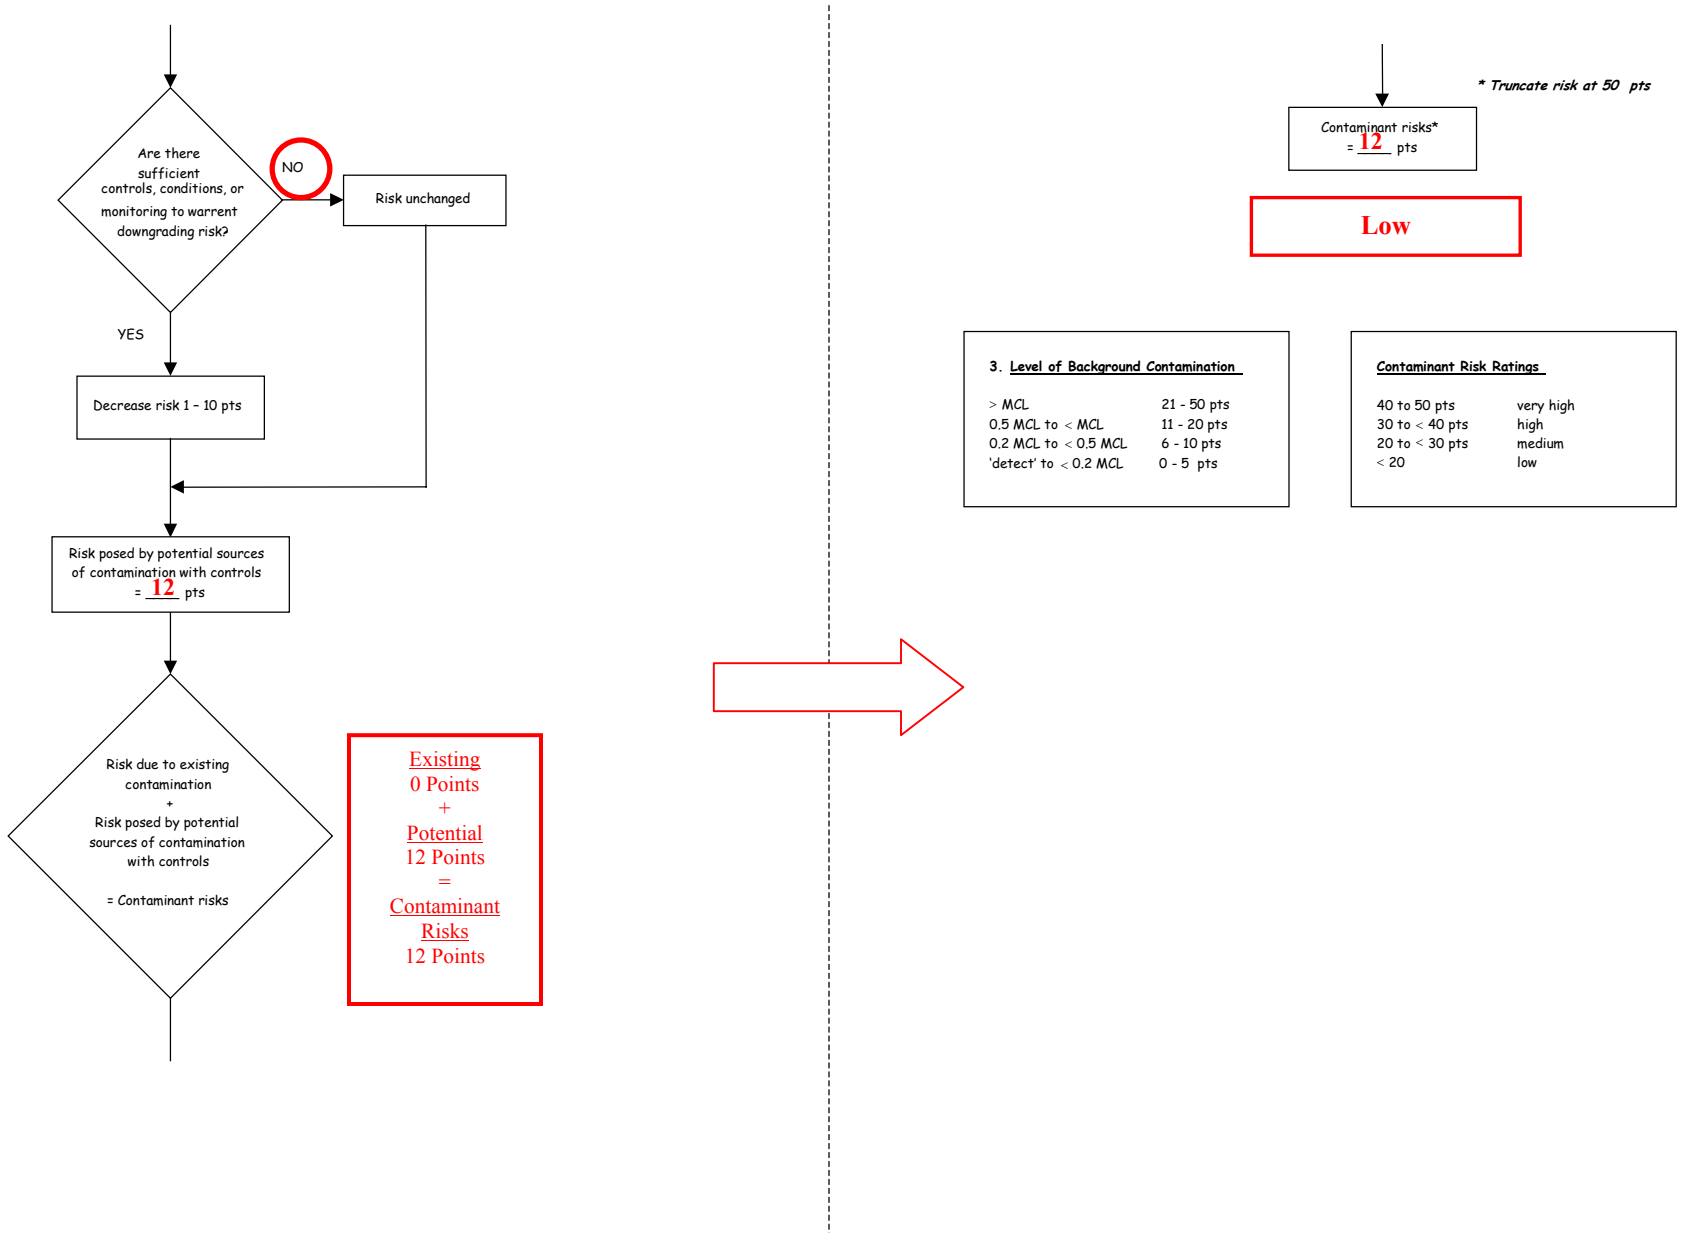 Are there
sufficient
controls, conditions, or
monitoring to warrent
downgrading risk?
NO
Risk unchanged
YES
Decrease risk 1 – 10 pts
Risk posed by potential sources
of contamination with controls
= 12 pts
Risk due to existing
contamination
+
Risk posed by potential
sources of contamination
with controls
= Contaminant risks
Existing
0 Points
+
Potential
12 Points
=
Contaminant
Risks
12 Points
* Truncate risk at 50 pts
Contaminant risks*
= 12 pts
Low
3. Level of Background Contamination
> MCL 21 - 50 pts
0.5 MCL to < MCL 11 - 20 pts
0.2 MCL to < 0.5 MCL 6 - 10 pts
'detect' to < 0.2 MCL 0 - 5 pts
Contaminant Risk Ratings
40 to 50 pts very high
30 to < 40 pts high
20 to < 30 pts medium
< 20 low